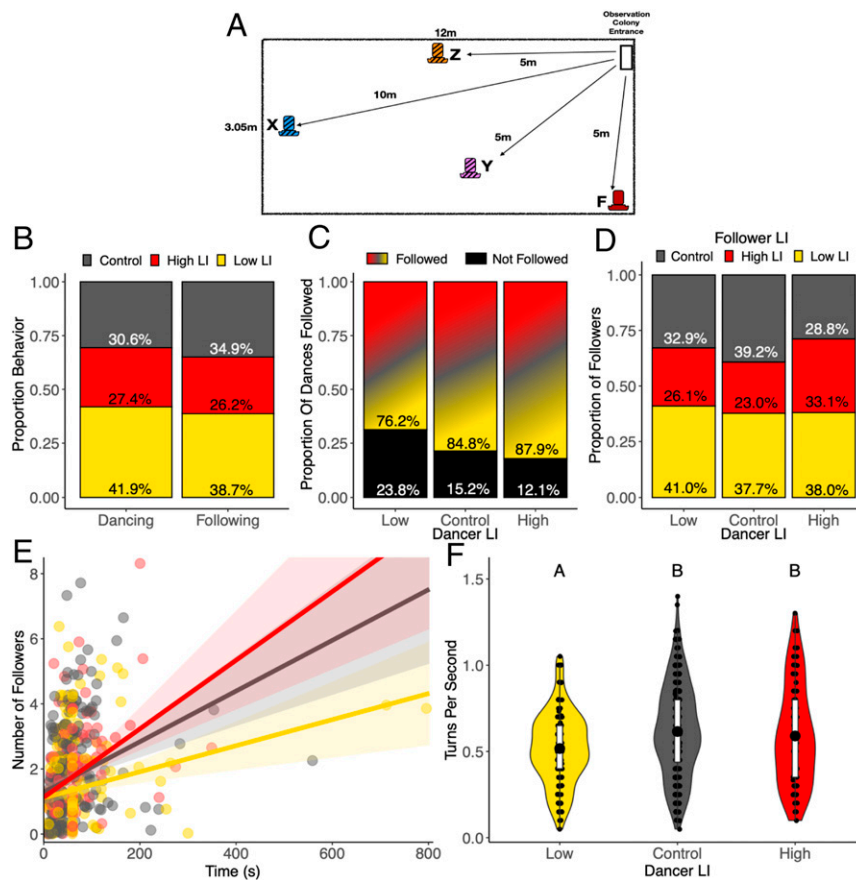 A
Observation
Colony
Entrance
12m
Z
5m
10m
X
3.05m
5m
5m
Y
F
B
Control High LI Low LI
Proportion Behavior
1.00
0.75
0.50
0.25
0.00
30.6%
34.9%
27.4%
26.2%
41.9%
38.7%
Dancing Following
C
Followed Not Followed
Proportion Of Dances Followed
1.00
0.75
0.50
0.25
0.00
76.2%
84.8%
87.9%
23.8%
15.2%
12.1%
Low Control High
Dancer LI
D
Follower LI
Control High LI Low LI
Proportion of Followers
1.00
0.75
0.50
0.25
0.00
32.9%
39.2%
28.8%
26.1%
23.0%
33.1%
41.0%
37.7%
38.0%
Low Control High
Dancer LI
E
Number of Followers
8
6
4
2
0
0 200 400 600 800
Time (s)
F
Turns Per Second
1.5
1.0
0.5
0.0
A B B
Low Control High
Dancer LI